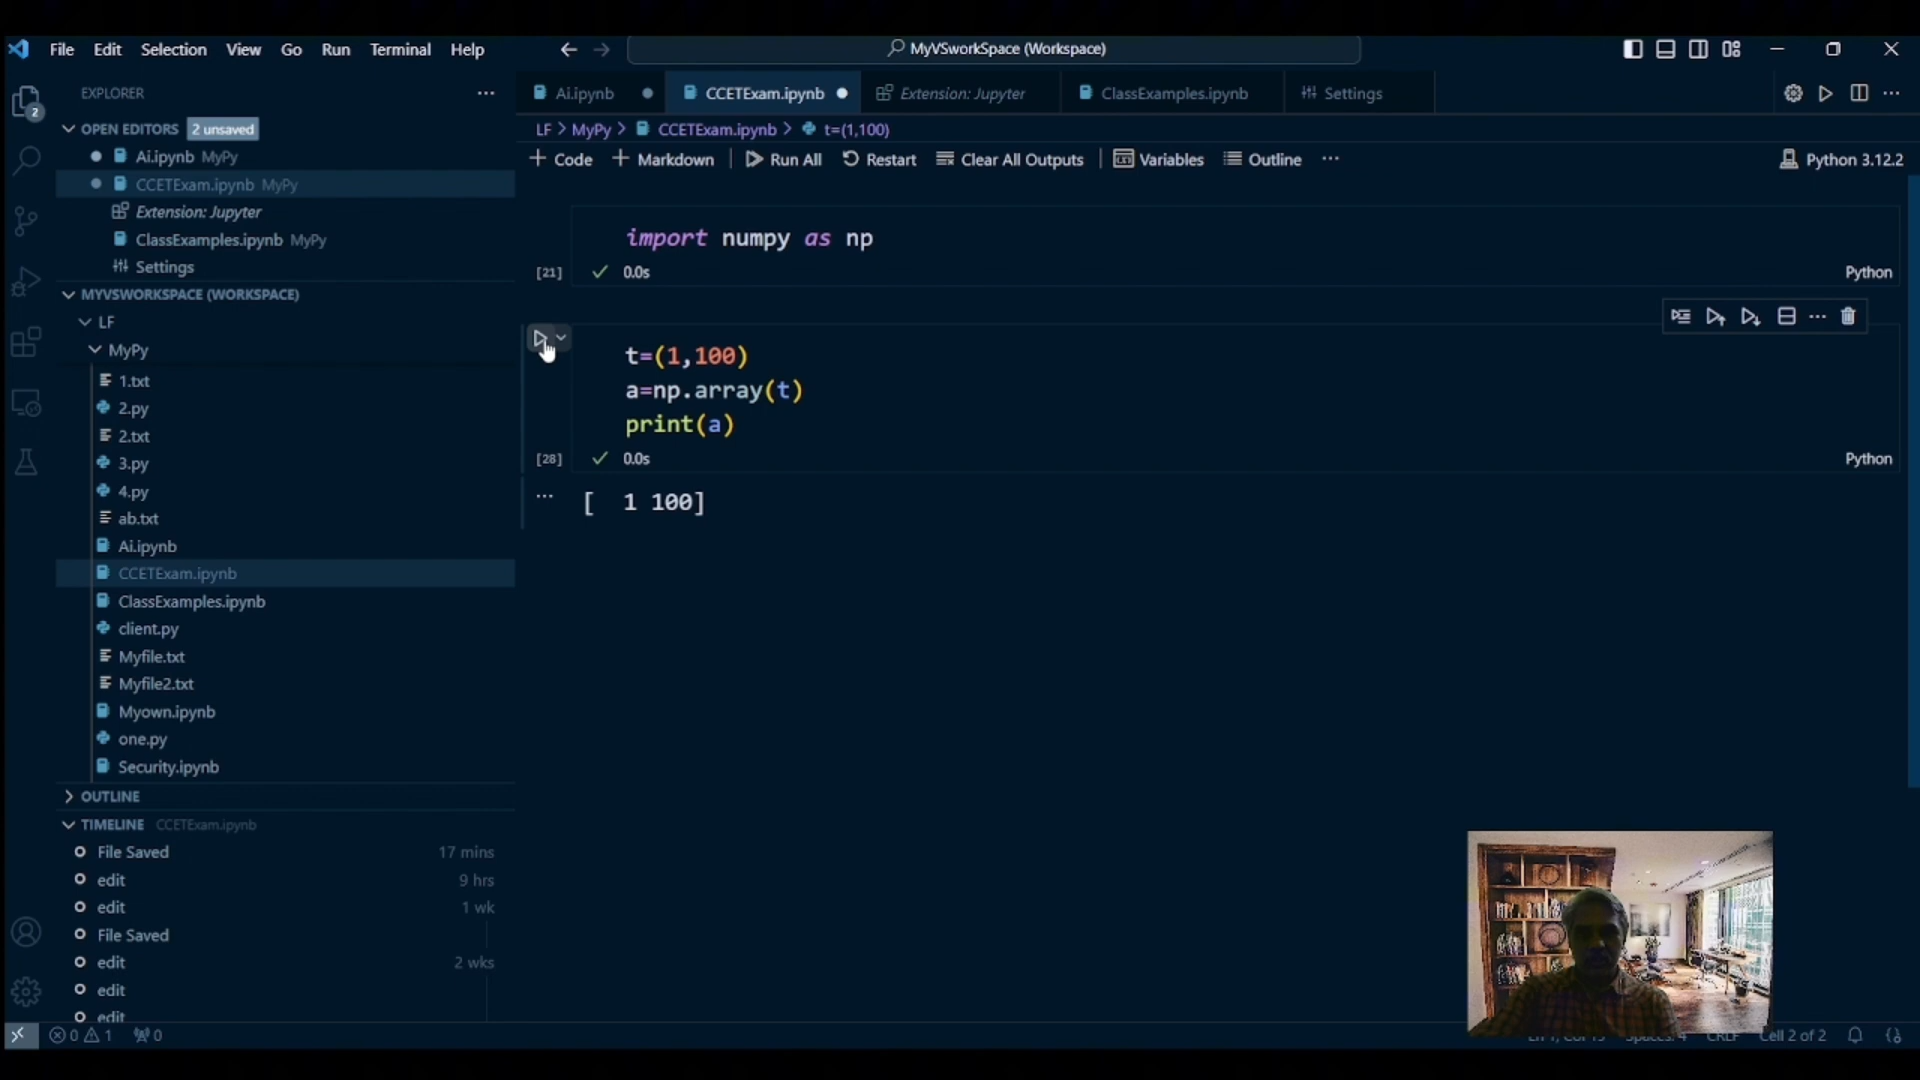 File Edit Selection View Go Run Terminal Help
MyVSworkSpace (Workspace)
EXPLORER
OPEN EDITORS 2 unsaved
Ai.ipynb MyPy
CCETExam.ipynb MyPy
Extension: Jupyter
ClassExamples.ipynb MyPy
Settings
MYVSWORKSPACE (WORKSPACE)
LF
MyPy
1.txt
2.py
2.txt
3.py
4.py
ab.txt
Ai.ipynb
CCETExam.ipynb
ClassExamples.ipynb
client.py
Myfile.txt
Myfile2.txt
Myown.ipynb
one.py
Security.ipynb
OUTLINE
TIMELINE CCETExam.ipynb
File Saved 17 mins
edit 9 hrs
edit 1 wk
File Saved
edit 2 wks
edit
edit
Ai.ipynb CCETExam.ipynb Extension: Jupyter ClassExamples.ipynb Settings
LF > MyPy > CCETExam.ipynb > t=(1,100)
+ Code + Markdown Run All Restart Clear All Outputs Variables Outline ... Python 3.12.2
import numpy as np
[21] ✓ 0.0s Python
t=(1,100)
a=np.array(t)
print(a)
[28] ✓ 0.0s Python
... [  1 100]
2
0 1 0
Cell 2 of 2